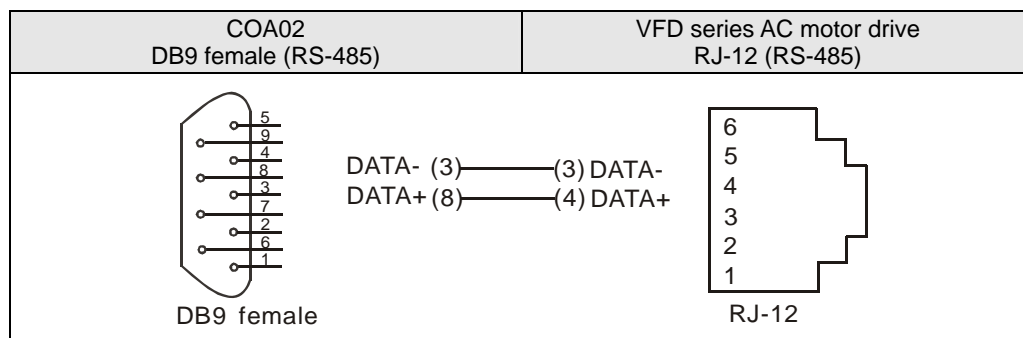 COA02
DB9 female (RS-485)
VFD series AC motor drive
RJ-12 (RS-485)
5
9
4
8
3
7
2
6
1
DB9 female
DATA- (3) (3) DATA-
DATA+ (8) (4) DATA+
6
5
4
3
2
1
RJ-12